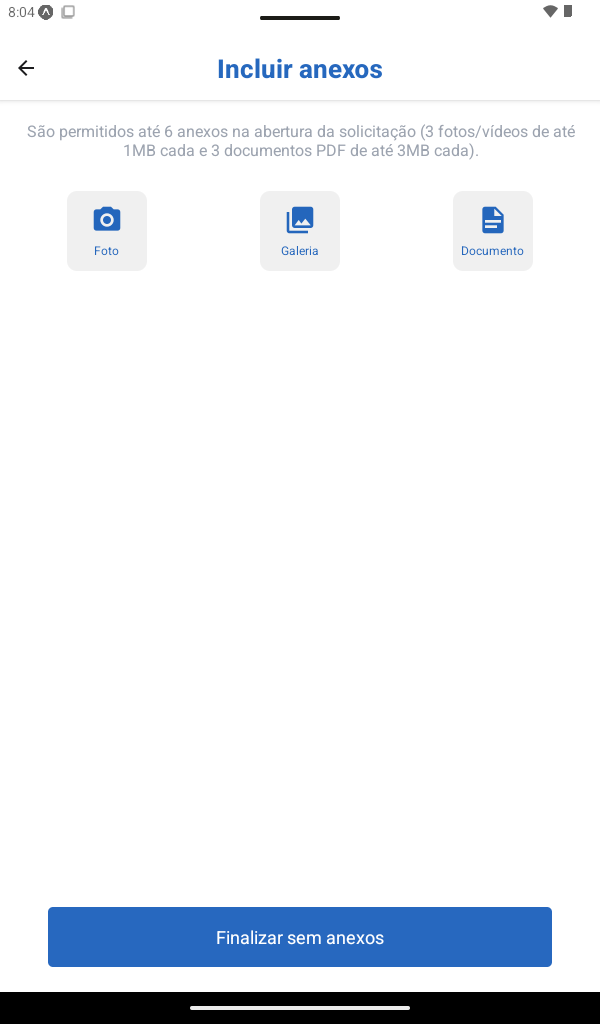 8:04
Incluir anexos
São permitidos até 6 anexos na abertura da solicitação (3 fotos/vídeos de até
1MB cada e 3 documentos PDF de até 3MB cada).
Foto
Galeria
Documento
Finalizar sem anexos